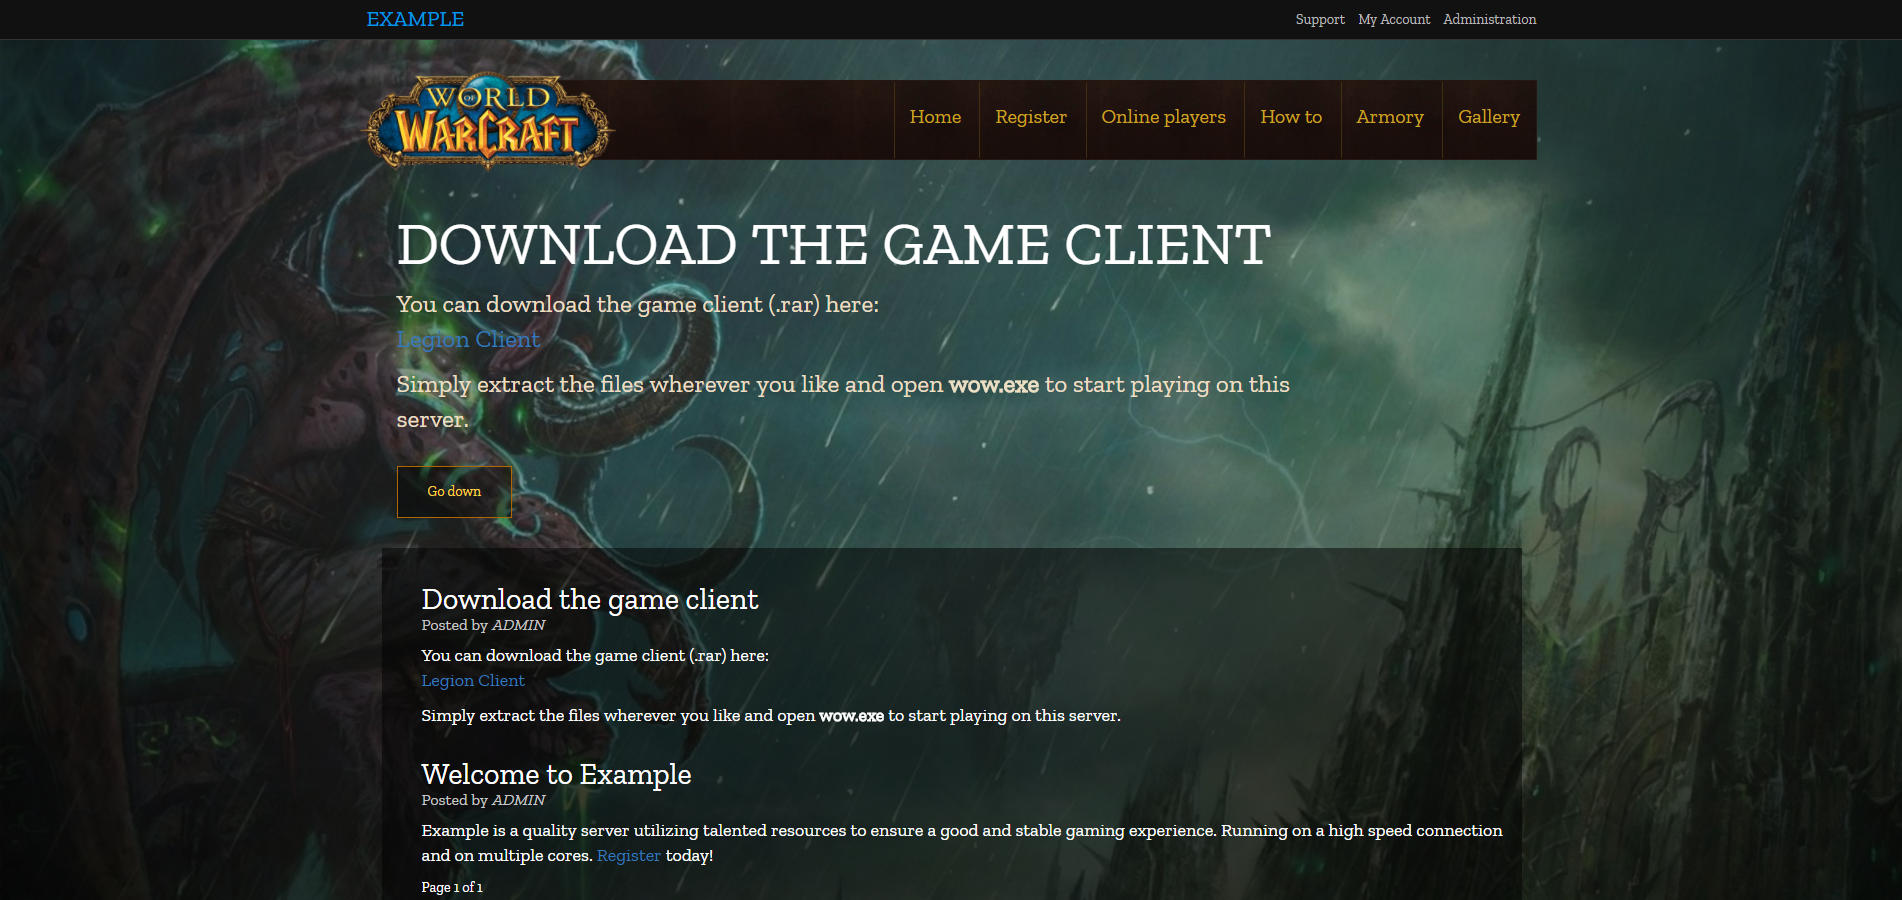 EXAMPLE
Support My Account Administration
WORLD
OF
WARCRAFT
Home Register Online players How to Armory Gallery
DOWNLOAD THE GAME CLIENT
You can download the game client (.rar) here:
Legion Client
Simply extract the files wherever you like and open wow.exe to start playing on this
server.
Go down
Download the game client
Posted by ADMIN
You can download the game client (.rar) here:
Legion Client
Simply extract the files wherever you like and open wow.exe to start playing on this server.
Welcome to Example
Posted by ADMIN
Example is a quality server utilizing talented resources to ensure a good and stable gaming experience. Running on a high speed connection
and on multiple cores. Register today!
Page 1 of 1